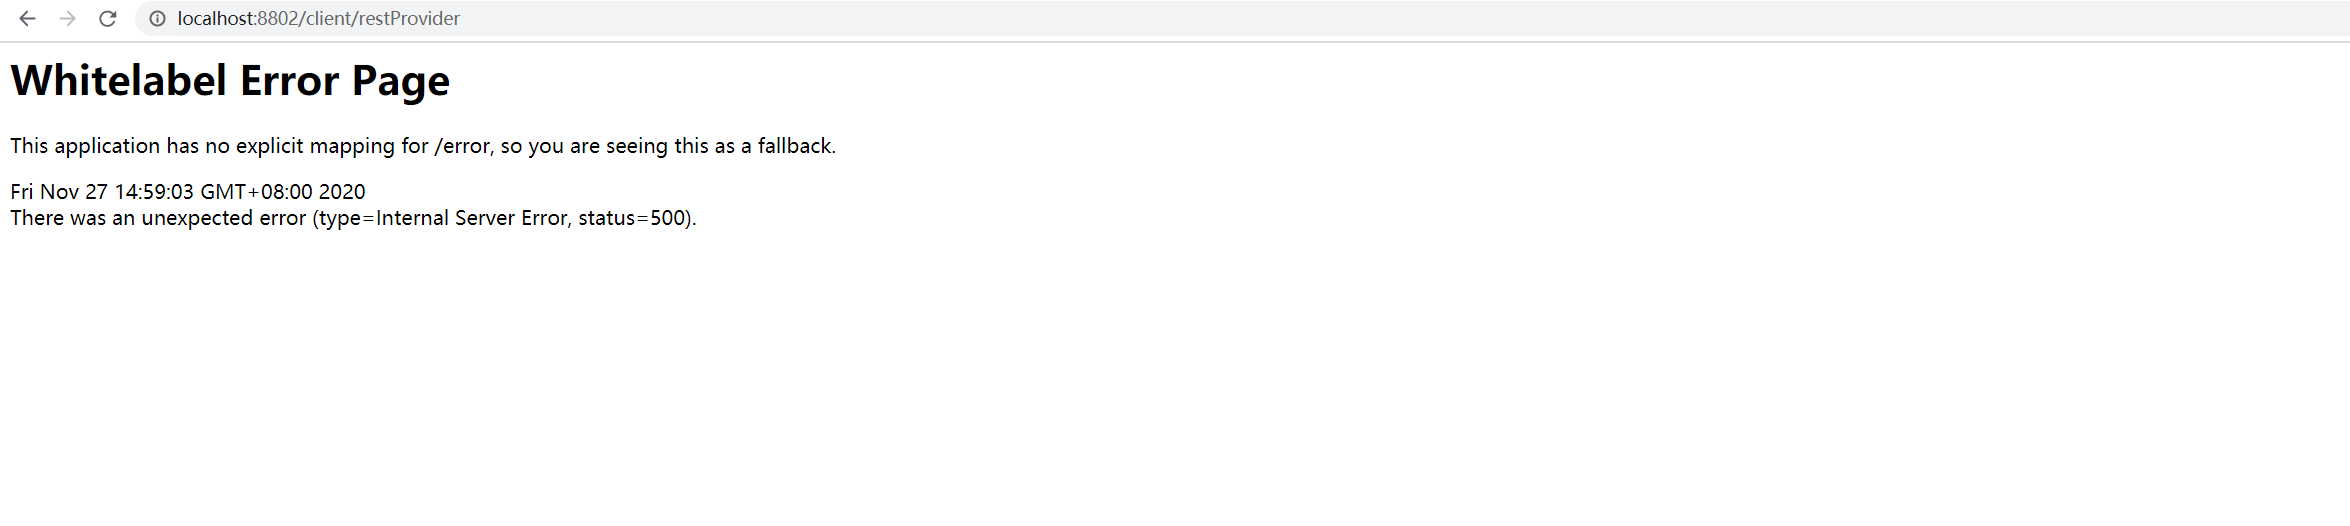 localhost:8802/client/restProvider
Whitelabel Error Page
This application has no explicit mapping for /error, so you are seeing this as a fallback.
Fri Nov 27 14:59:03 GMT+08:00 2020
There was an unexpected error (type=Internal Server Error, status=500).